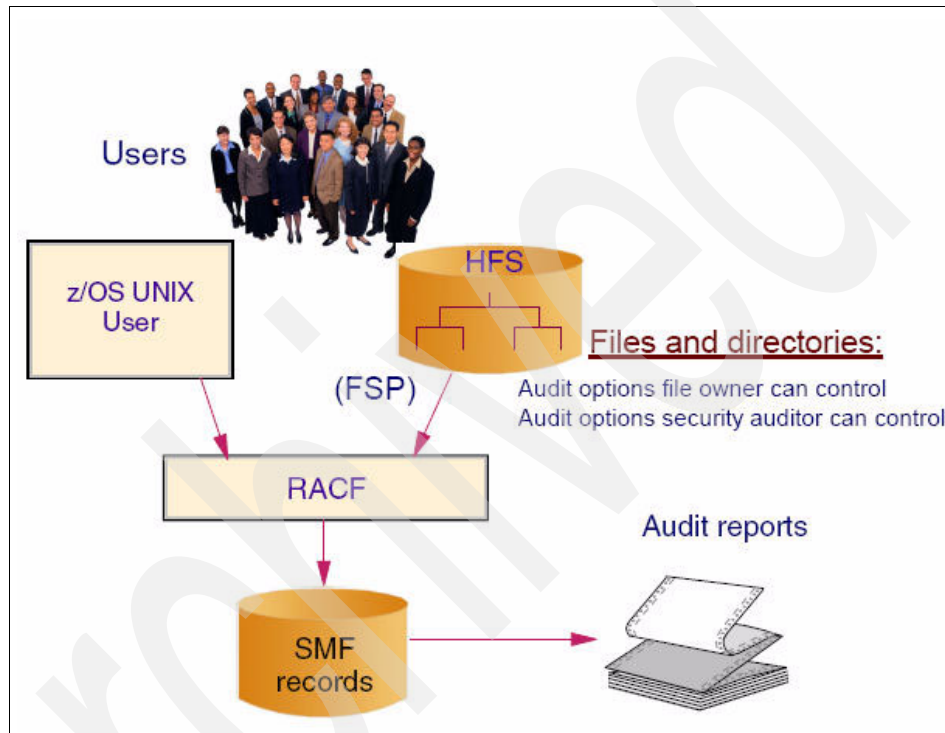 Users
z/OS UNIX
User
HFS
(FSP)
Files and directories:
Audit options file owner can control
Audit options security auditor can control
RACF
Audit reports
SMF
records